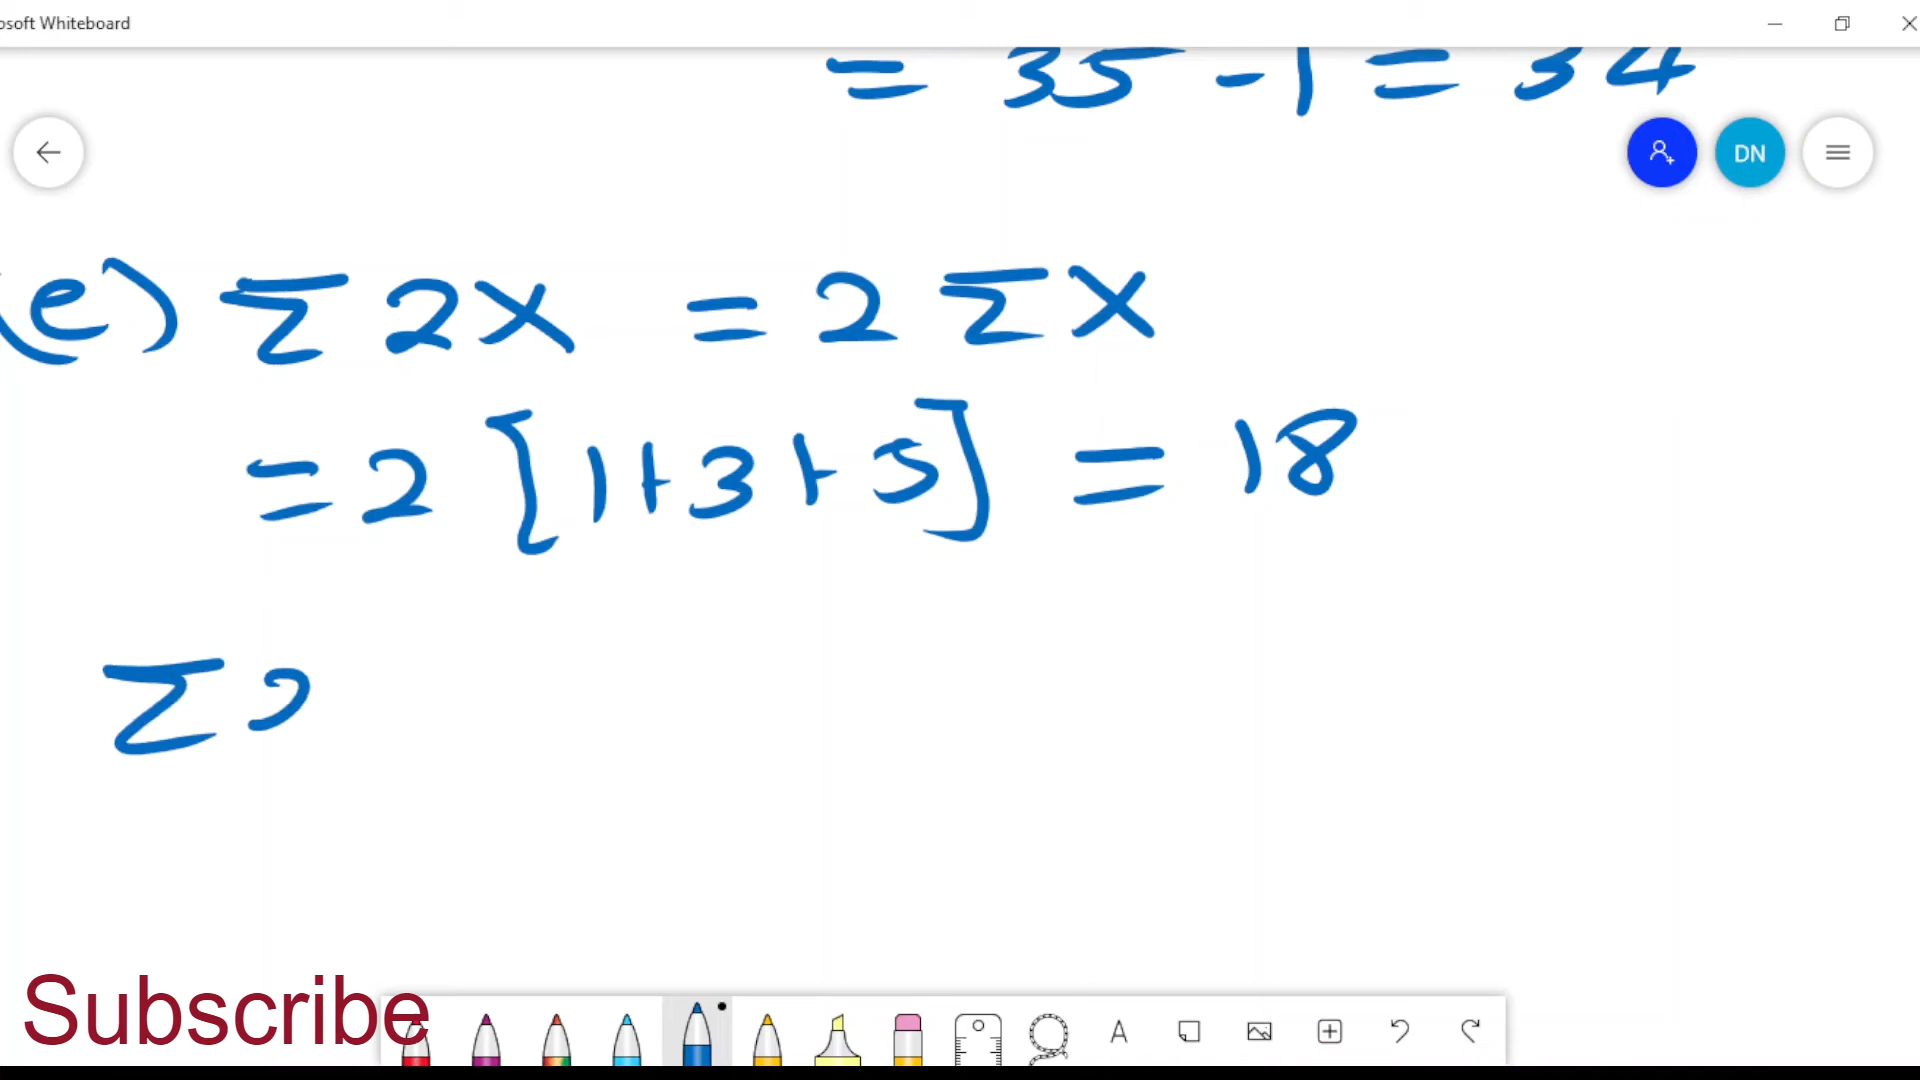 osoft Whiteboard
= 35 - 1 = 34
DN
(e) Σ 2X = 2 Σ X
= 2 [1+3+5] = 18
Σ
Subscribe
A